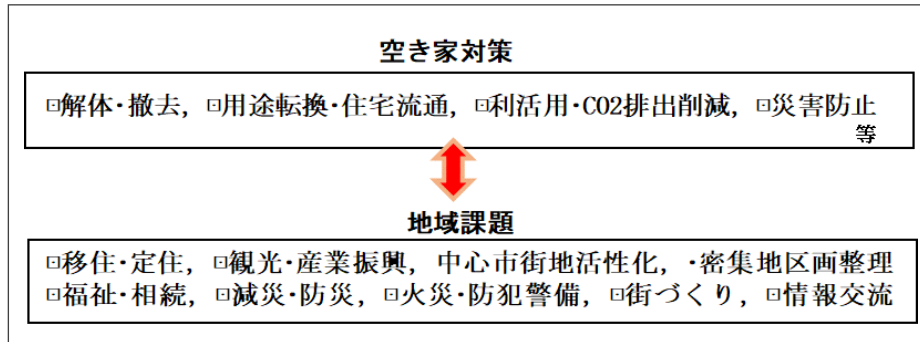 空き家対策
⊡解体・撤去, ⊡用途転換・住宅流通, ⊡利活用・CO2排出削減, ⊡災害防止
等
地域課題
⊡移住・定住, ⊡観光・産業振興, 中心市街地活性化, ・密集地区画整理
⊡福祉・相続, ⊡減災・防災, ⊡火災・防犯警備, ⊡街づくり, ⊡情報交流